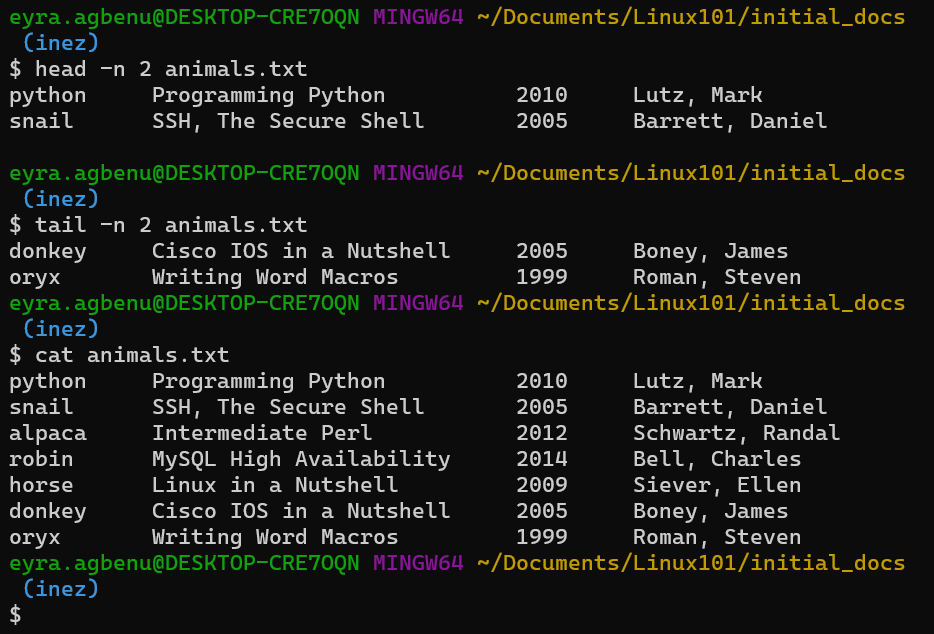 eyra.agbenu@DESKTOP-CRE7OQN MINGW64 ~/Documents/Linux101/initial_docs
(inez)
$ head -n 2 animals.txt
python     Programming Python          2010     Lutz, Mark
snail      SSH, The Secure Shell       2005     Barrett, Daniel
eyra.agbenu@DESKTOP-CRE7OQN MINGW64 ~/Documents/Linux101/initial_docs
(inez)
$ tail -n 2 animals.txt
donkey     Cisco IOS in a Nutshell     2005     Boney, James
oryx       Writing Word Macros         1999     Roman, Steven
eyra.agbenu@DESKTOP-CRE7OQN MINGW64 ~/Documents/Linux101/initial_docs
(inez)
$ cat animals.txt
python     Programming Python          2010     Lutz, Mark
snail      SSH, The Secure Shell       2005     Barrett, Daniel
alpaca     Intermediate Perl           2012     Schwartz, Randal
robin      MySQL High Availability     2014     Bell, Charles
horse      Linux in a Nutshell         2009     Siever, Ellen
donkey     Cisco IOS in a Nutshell     2005     Boney, James
oryx       Writing Word Macros         1999     Roman, Steven
eyra.agbenu@DESKTOP-CRE7OQN MINGW64 ~/Documents/Linux101/initial_docs
(inez)
$